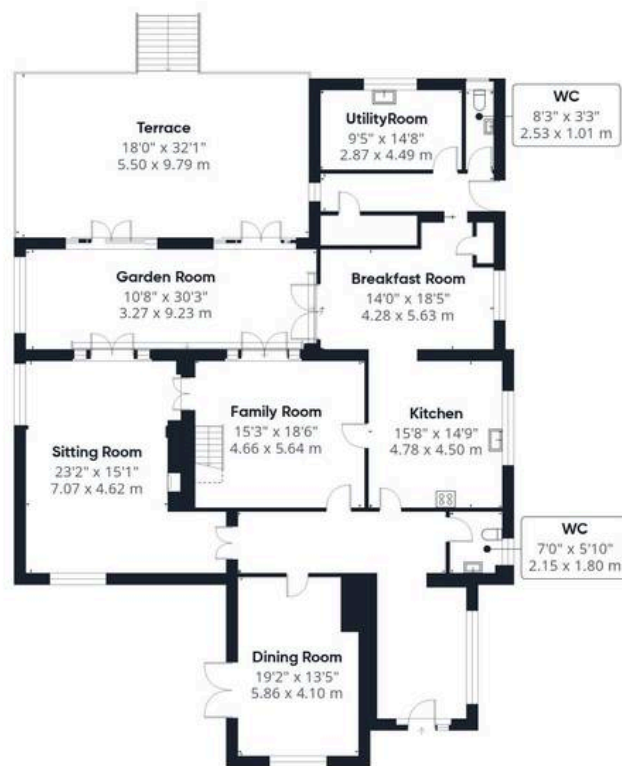 Terrace
18'0" x 32'1"
5.50 x 9.79 m
UtilityRoom
9'5" x 14'8"
2.87 x 4.49 m
WC
8'3" x 3'3"
2.53 x 1.01 m
Garden Room
10'8" x 30'3"
3.27 x 9.23 m
Breakfast Room
14'0" x 18'5"
4.28 x 5.63 m
Sitting Room
23'2" x 15'1"
7.07 x 4.62 m
Family Room
15'3" x 18'6"
4.66 x 5.64 m
Kitchen
15'8" x 14'9"
4.78 x 4.50 m
WC
7'0" x 5'10"
2.15 x 1.80 m
Dining Room
19'2" x 13'5"
5.86 x 4.10 m